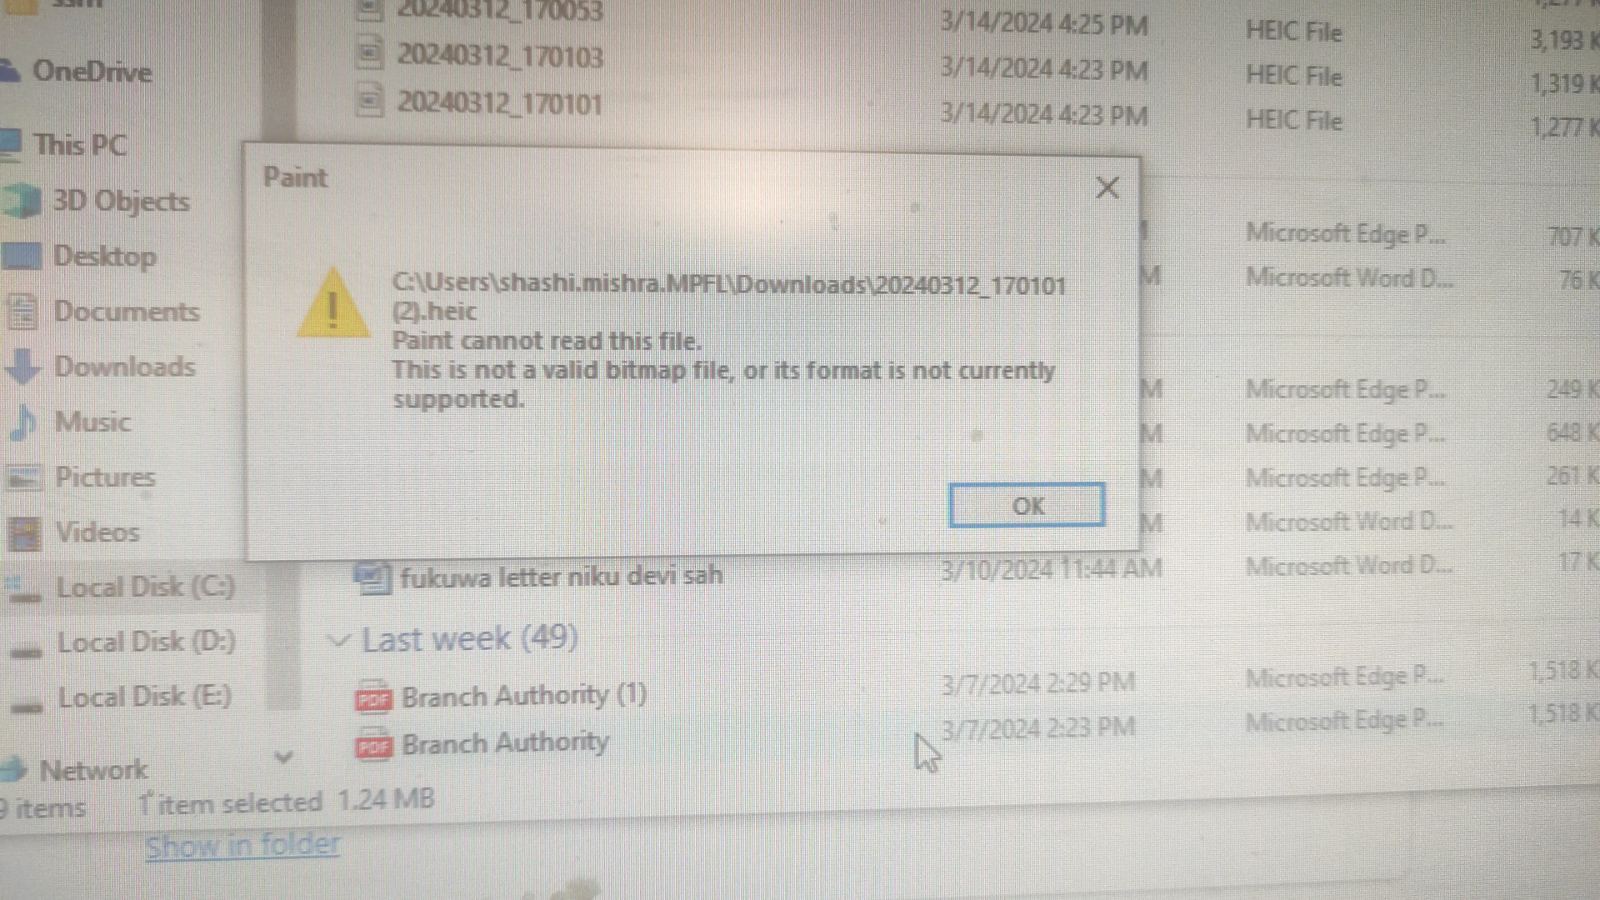 20240312_170053 3/14/2024 4:25 PM HEIC File 3,193 K
OneDrive 20240312_170103 3/14/2024 4:23 PM HEIC File 1,319 K
20240312_170101 3/14/2024 4:23 PM HEIC File 1,277 K
This PC
3D Objects
Desktop
Documents
Downloads
Music
Pictures
Videos
Local Disk (C:)
Local Disk (D:)
Local Disk (E:)
Network
Paint
C:\Users\shashi.mishra.MPFL\Downloads\20240312_170101
(2).heic
Paint cannot read this file.
This is not a valid bitmap file, or its format is not currently
supported.
OK
Microsoft Edge P... 707 K
M Microsoft Word D... 76 K
M Microsoft Edge P... 249 K
M Microsoft Edge P... 648 K
M Microsoft Edge P... 261 K
M Microsoft Word D... 14 K
fukuwa letter niku devi sah 3/10/2024 11:44 AM Microsoft Word D... 17 K
Last week (49)
PDF Branch Authority (1) 3/7/2024 2:29 PM Microsoft Edge P... 1,518 K
PDF Branch Authority 3/7/2024 2:23 PM Microsoft Edge P... 1,518 K
9 items 1 item selected 1.24 MB
Show in folder